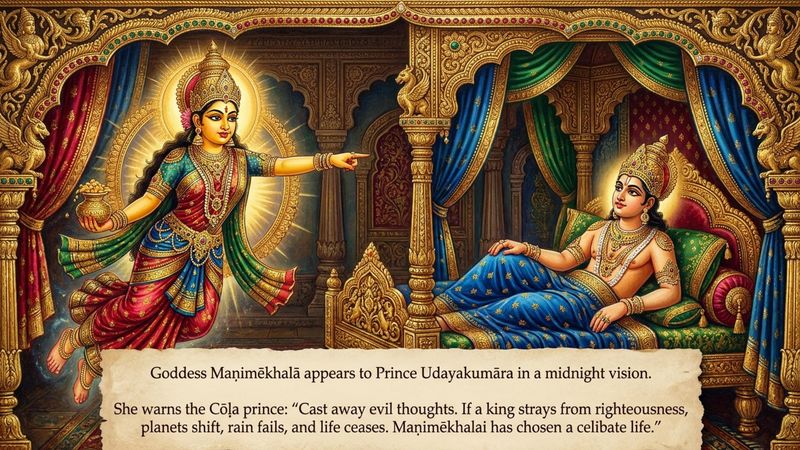 Goddess Maṇimēkhalā appears to Prince Udayakumāra in a midnight vision.
She warns the Cōḻa prince: “Cast away evil thoughts. If a king strays from righteousness,
planets shift, rain fails, and life ceases. Maṇimēkhalai has chosen a celibate life.”